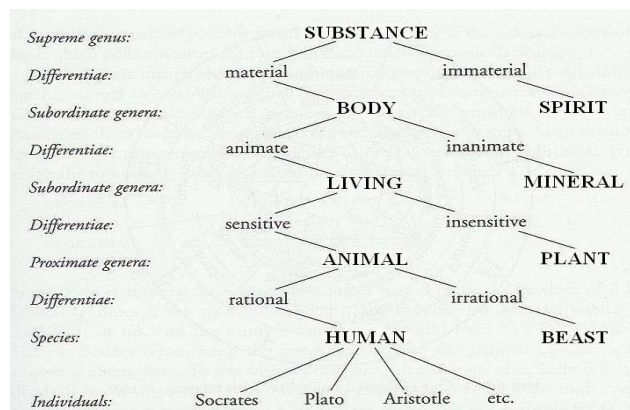 Supreme genus: SUBSTANCE
Differentiae: material immaterial
Subordinate genera: BODY SPIRIT
Differentiae: animate inanimate
Subordinate genera: LIVING MINERAL
Differentiae: sensitive insensitive
Proximate genera: ANIMAL PLANT
Differentiae: rational irrational
Species: HUMAN BEAST
Individuals: Socrates Plato Aristotle etc.